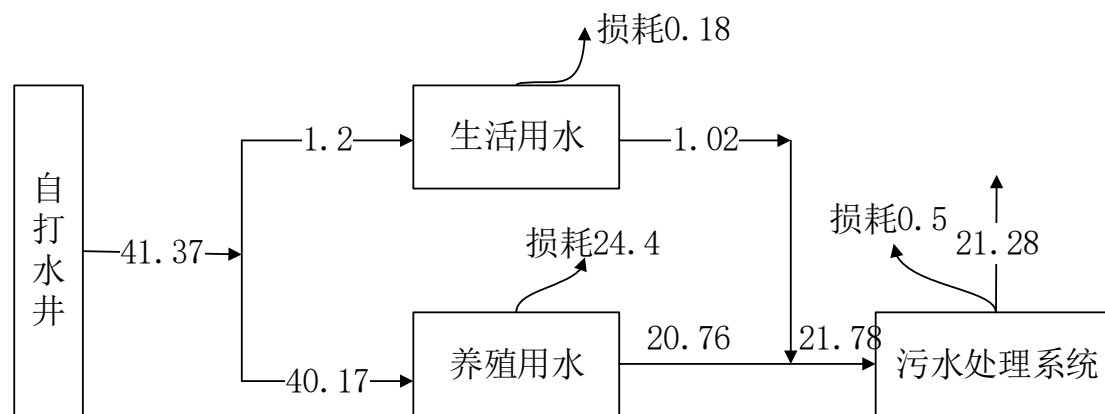 损耗0.18
1.2
生活用水
1.02
自打水井
41.37
损耗24.4
损耗0.5
21.28
40.17
养殖用水
20.76
21.78
污水处理系统